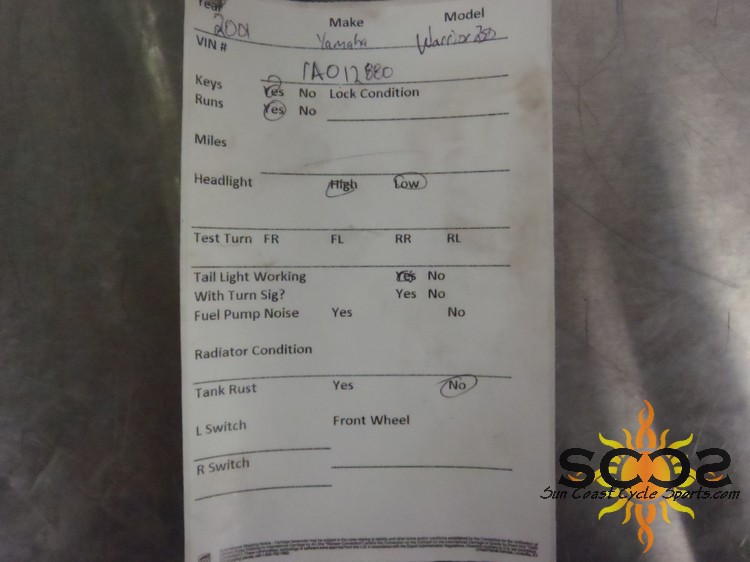 Year Make Model
2001 Yamaha Warrior 350
VIN #
1A012880
Keys Yes No Lock Condition
Runs Yes No
Miles
Headlight High Low
Test Turn FR FL RR RL
Tail Light Working Yes No
With Turn Sig? Yes No
Fuel Pump Noise Yes No
Radiator Condition
Tank Rust Yes No
L Switch Front Wheel
R Switch
SCCS
Sun Coast Cycle Sports.com